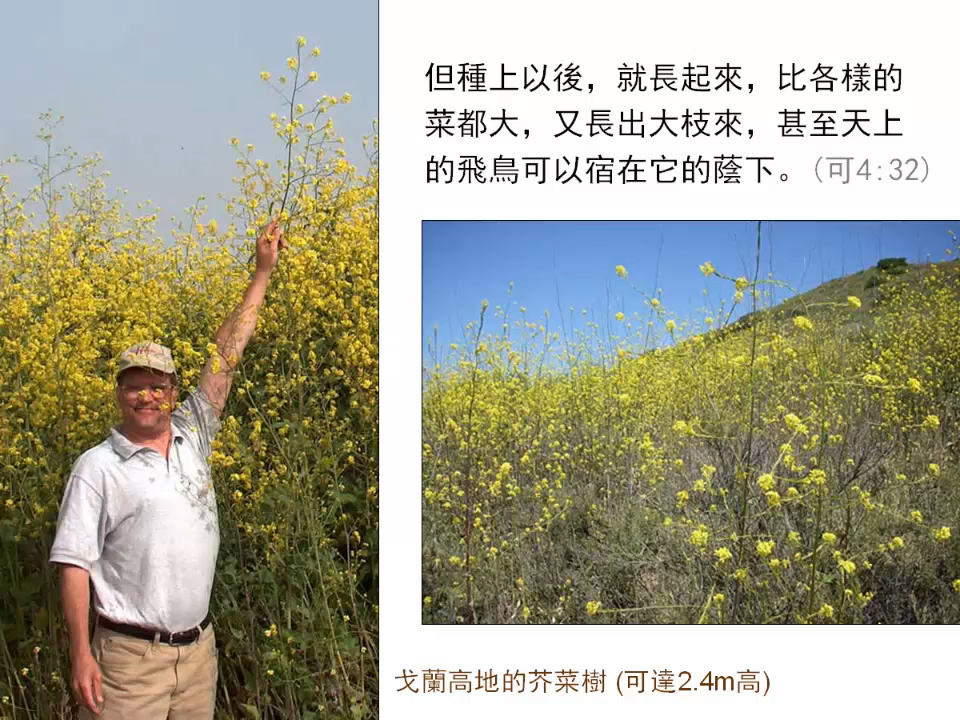 但種上以後，就長起來，比各樣的
菜都大，又長出大枝來，甚至天上
的飛鳥可以宿在它的蔭下。(可4:32)
戈蘭高地的芥菜樹 (可達2.4m高)